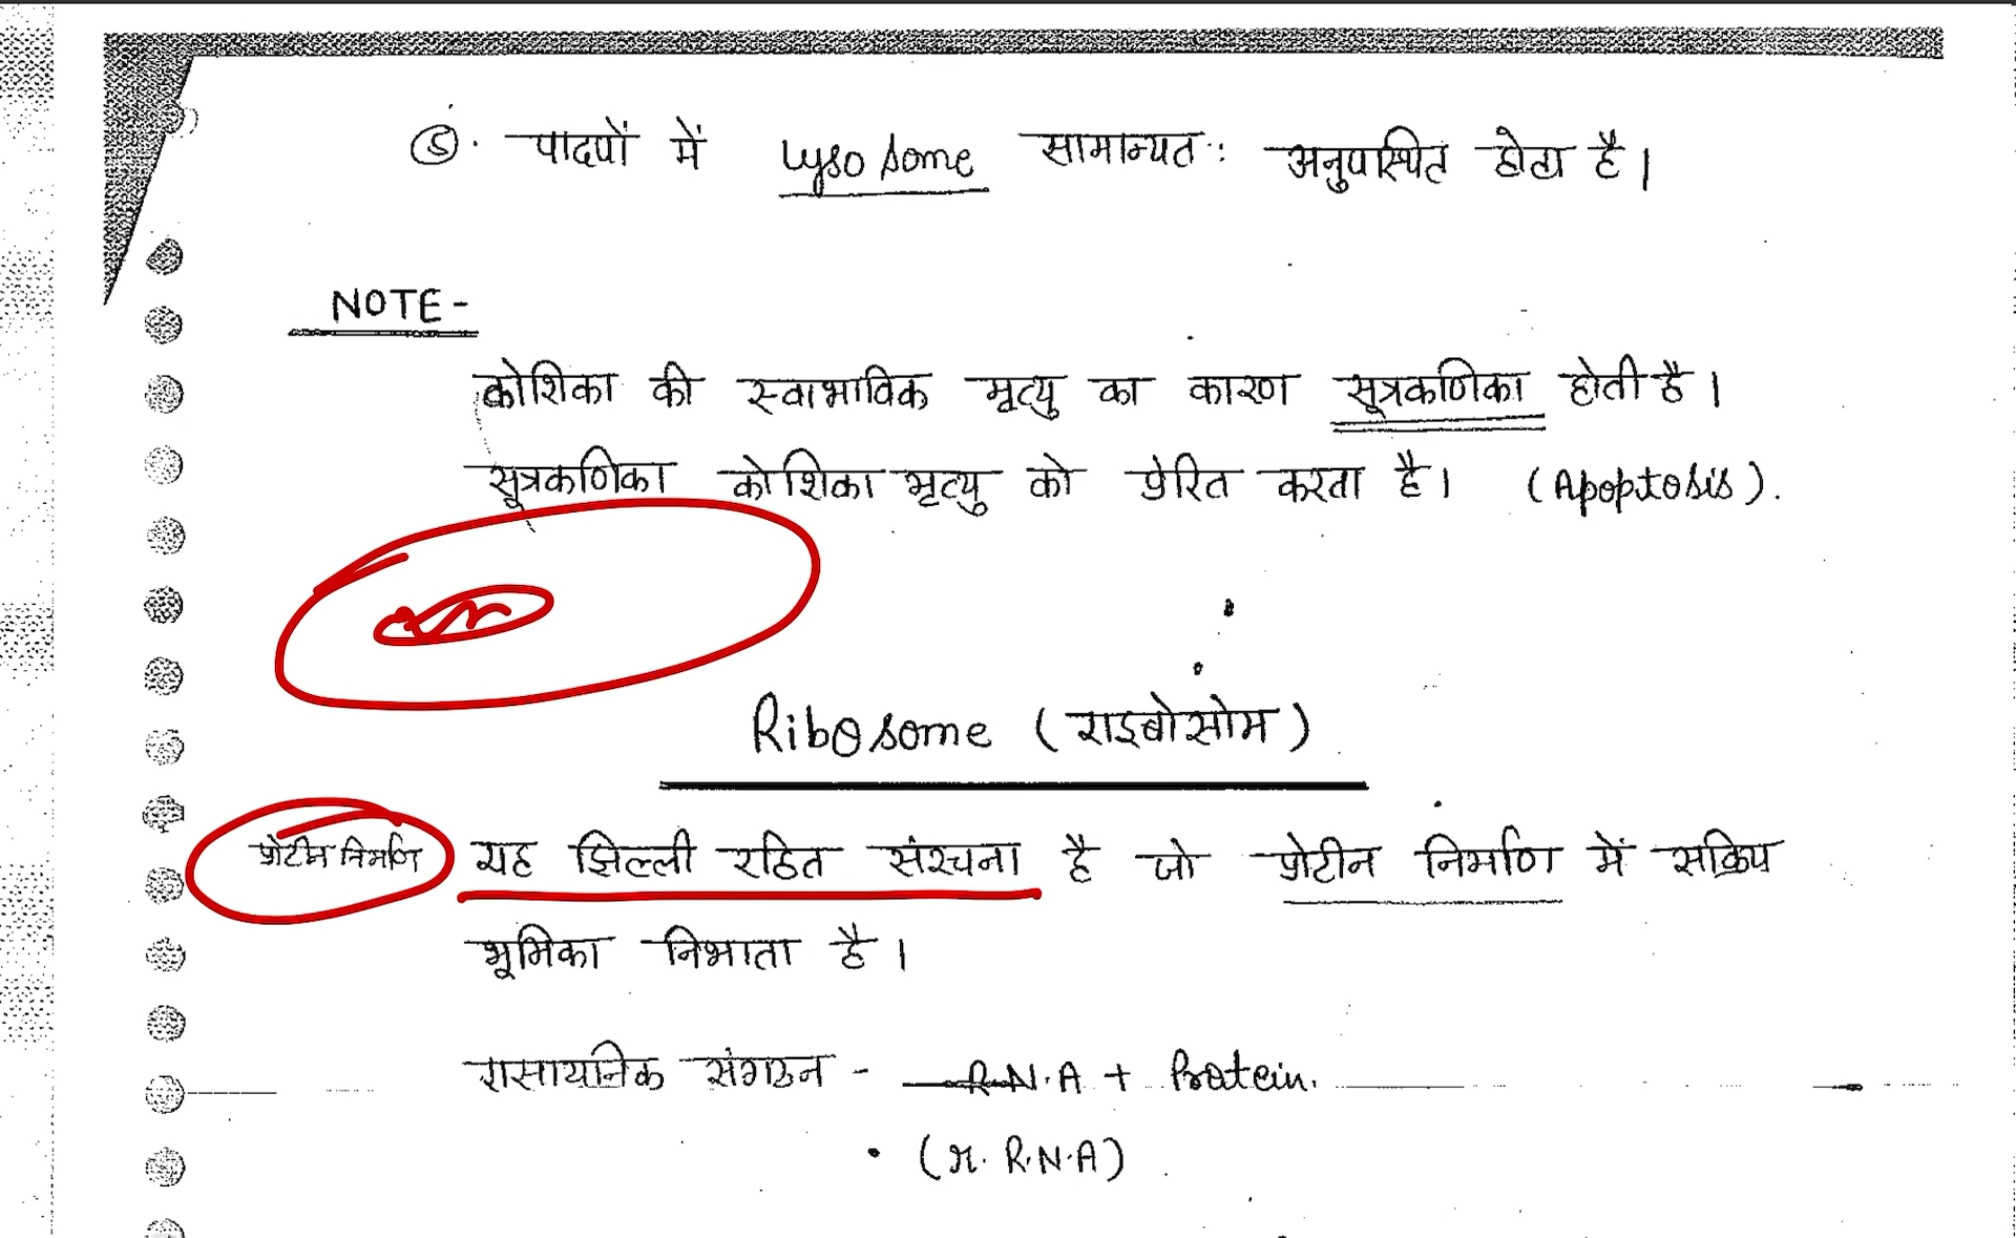 ⑤. पादपों में Lysosome सामान्यत: अनुपस्थित होता है।
NOTE-
कोशिका की स्वाभाविक मृत्यु का कारण सूत्रकणिका होती है।
सूत्रकणिका कोशिका मृत्यु को प्रेरित करता है। (Apoptosis).
Ribosome (राइबोसोम)
प्रोटीन निर्माण यह झिल्ली रहित संरचना है जो प्रोटीन निर्माण में सक्रिय
भूमिका निभाता है।
रासायनिक संगठन - R.N.A + Protein.
(r. R.N.A)